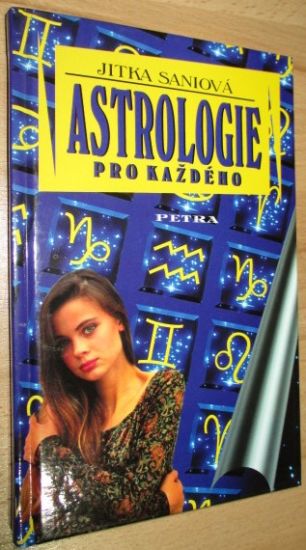 JITKA SANIOVÁ
ASTROLOGIE
PRO KAŽDÉHO
PETRA